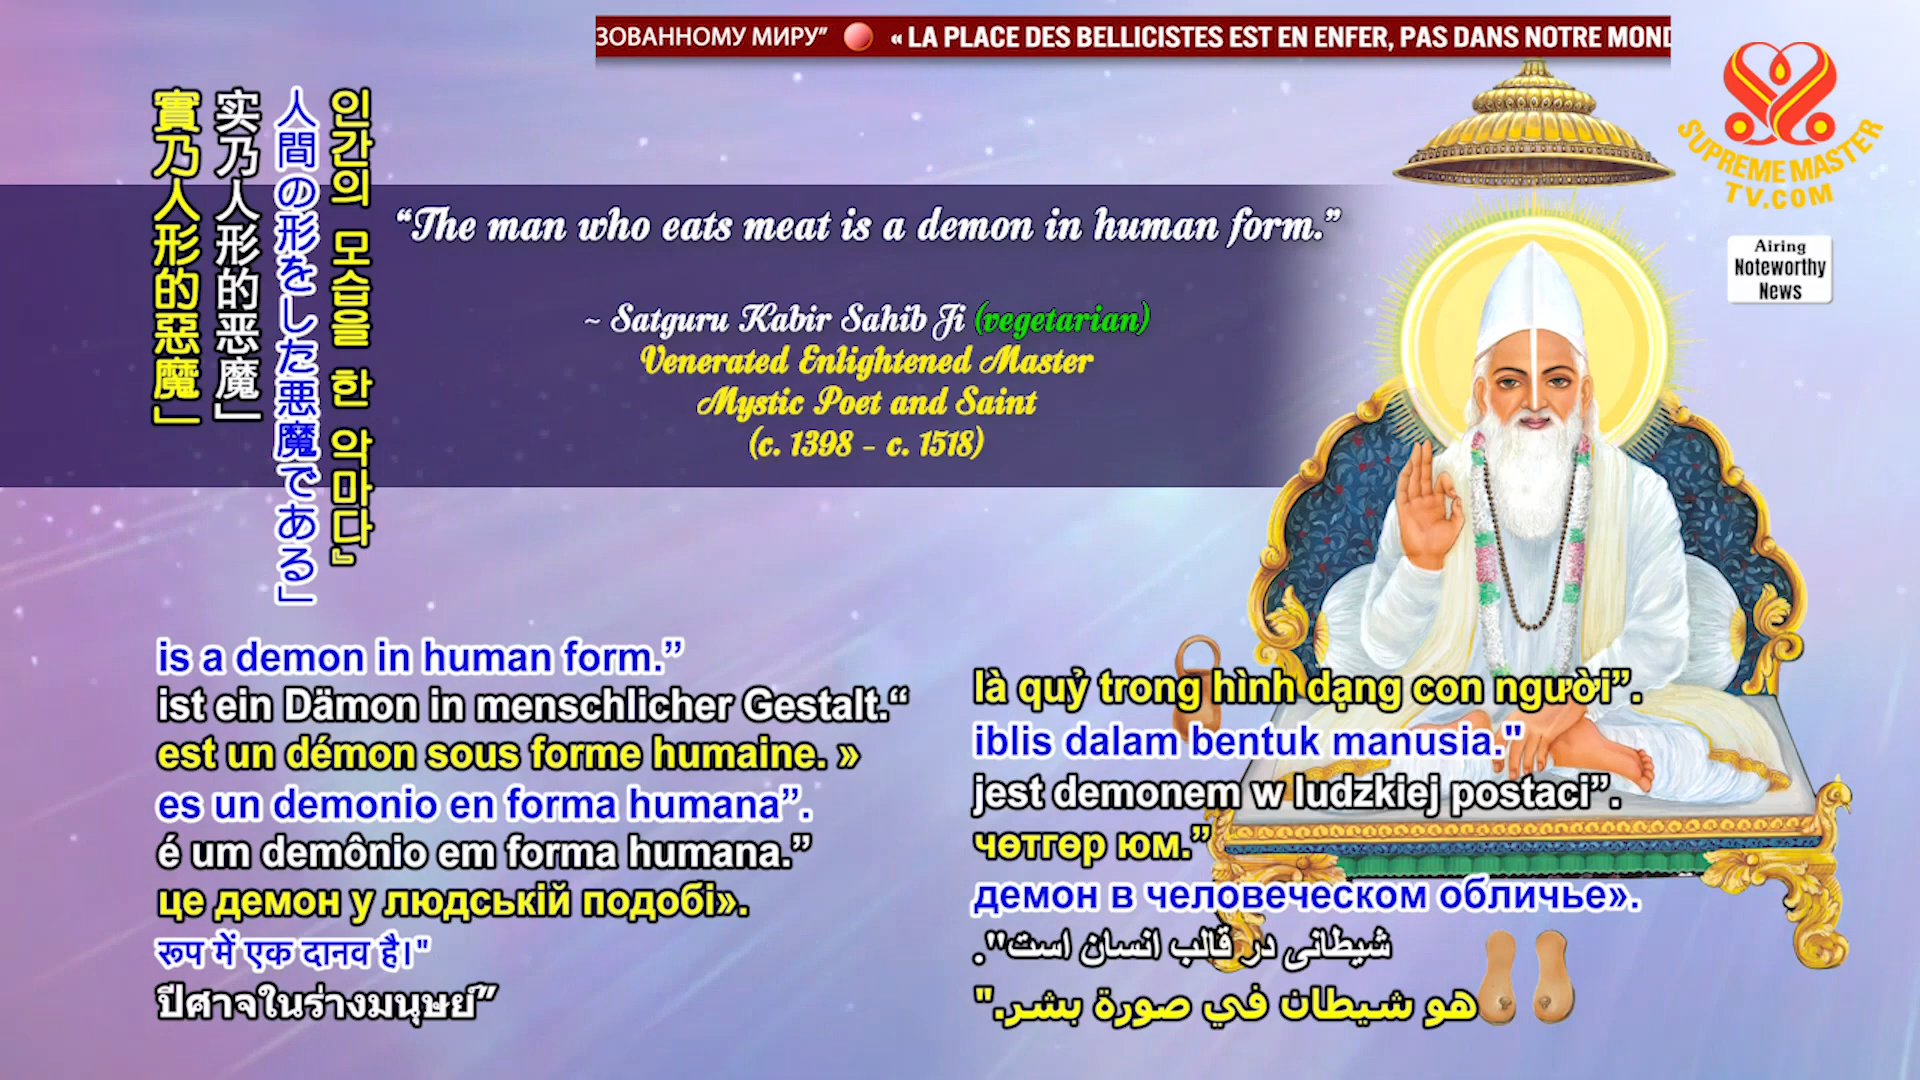 ЗОВАННОМУ МИРУ” « LA PLACE DES BELLICISTES EST EN ENFER, PAS DANS NOTRE MOND
SUPREME MASTER
TV.COM
Airing
Noteworthy
News
“The man who eats meat is a demon in human form.”
~ Satguru Kabir Sahib Ji (vegetarian)
Venerated Enlightened Master
Mystic Poet and Saint
(c. 1398 – c. 1518)
인간의 모습을 한 악마다』
人間の形をした悪魔である」
实乃人形的恶魔」
實乃人形的惡魔」
is a demon in human form.”
ist ein Dämon in menschlicher Gestalt.“
est un démon sous forme humaine. »
es un demonio en forma humana”.
é um demônio em forma humana.”
це демон у людській подобі».
रूप में एक दानव है।"
ปีศาจในร่างมนุษย์”
là quỷ trong hình dạng con người”.
iblis dalam bentuk manusia."
jest demonem w ludzkiej postaci”.
чөтгөр юм.”
демон в человеческом обличье».
شیطانی در قالب انسان است".
هو شيطان في صورة بشر."